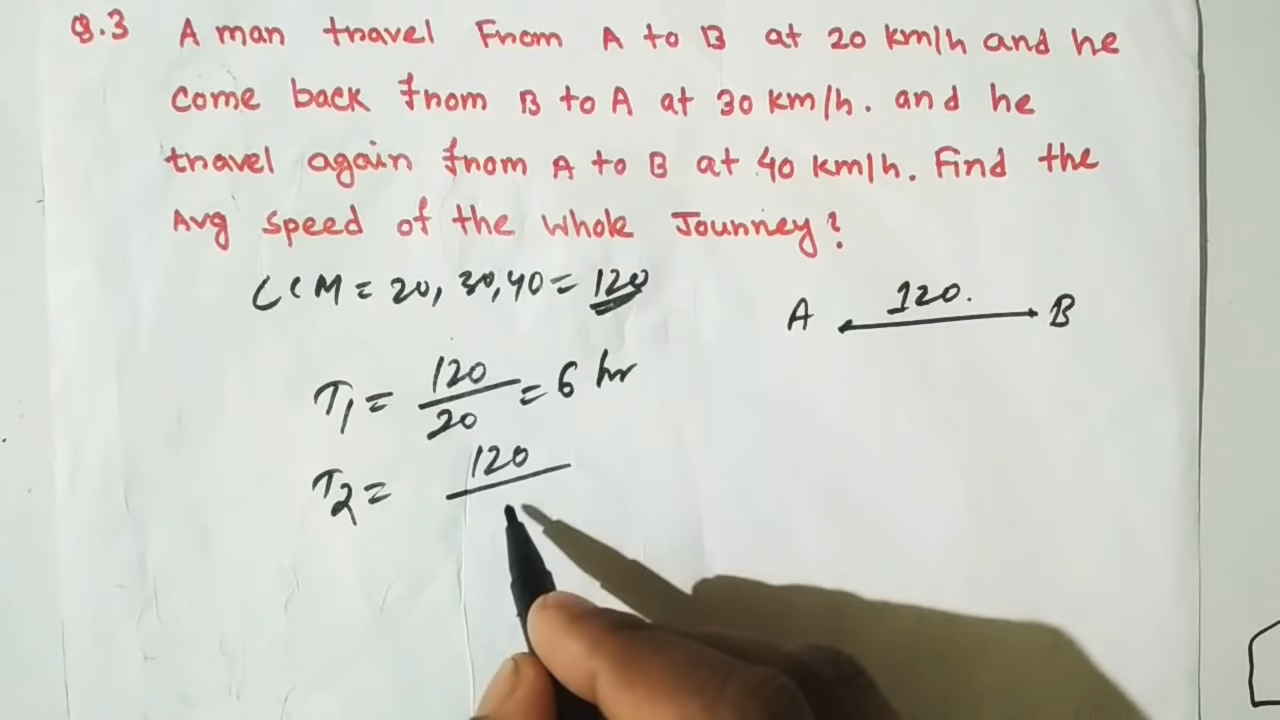 Q.3 A man travel From A to B at 20 km/h and he
come back from B to A at 30 km/h. and he
travel again from A to B at 40 km/h. Find the
Avg speed of the whole Journey?
LCM = 20, 30, 40 = 120
A 120. B
T1 = 120/20 = 6 hr
T2 = 120/